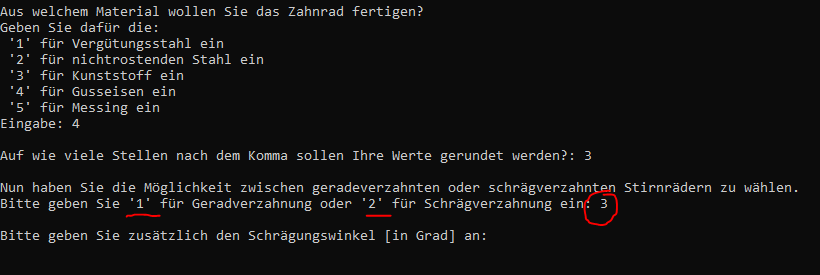 Aus welchem Material wollen Sie das Zahnrad fertigen?
Geben Sie dafür die:
'1' für Vergütungsstahl ein
'2' für nichtrostenden Stahl ein
'3' für Kunststoff ein
'4' für Gusseisen ein
'5' für Messing ein
Eingabe: 4
Auf wie viele Stellen nach dem Komma sollen Ihre Werte gerundet werden?: 3
Nun haben Sie die Möglichkeit zwischen geradeverzahnten oder schrägverzahnten Stirnrädern zu wählen.
Bitte geben Sie '1' für Geradverzahnung oder '2' für Schrägverzahnung ein: 3
Bitte geben Sie zusätzlich den Schrägungswinkel [in Grad] an: